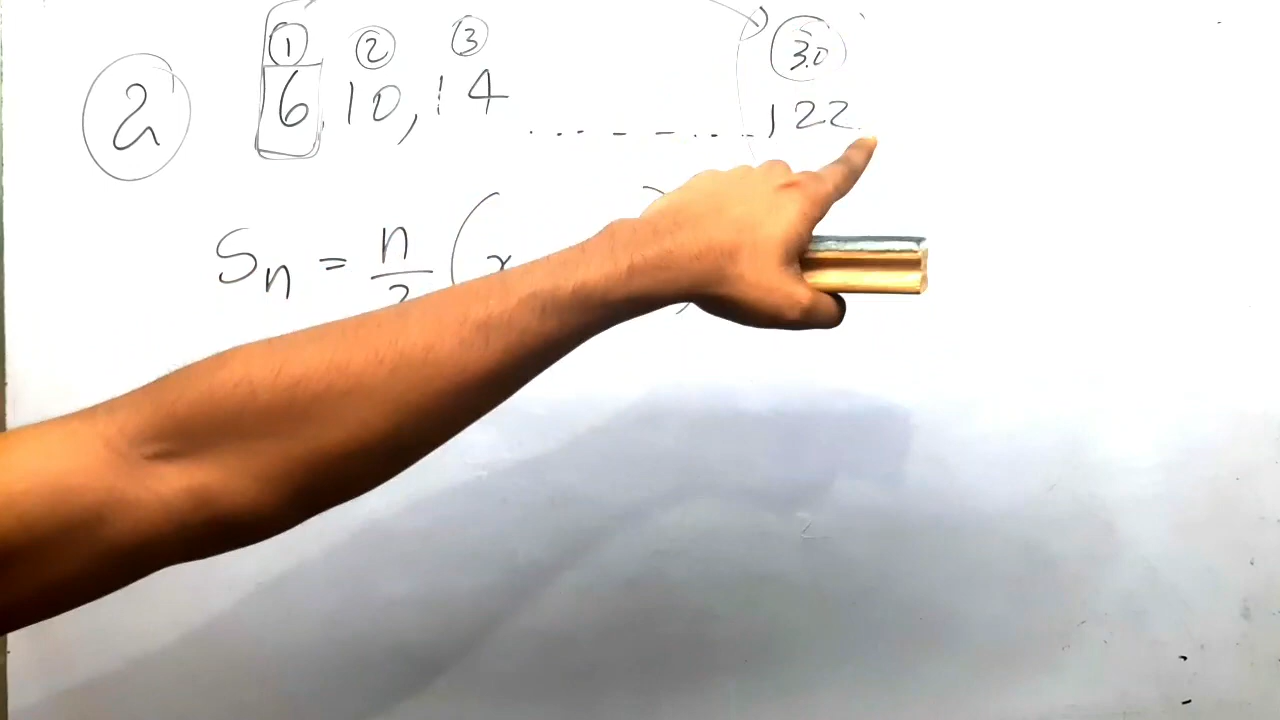 ① ② ③ 30
2 6, 10, 14 ............, 122
Sn = n/2 (x